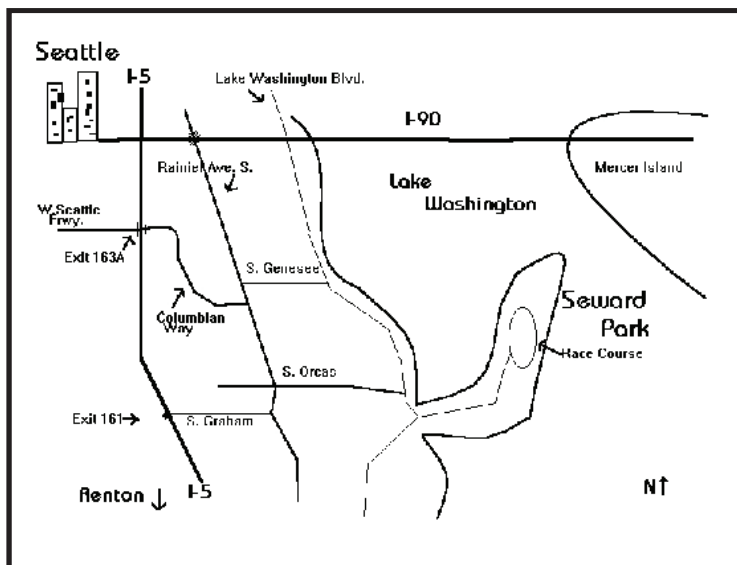 Seattle
I-5
Lake Washington Blvd.
I-90
Rainier Ave. S.
Mercer Island
Lake
Washington
W. Seattle
Frwy.
Exit 163A
S. Genesee
Columbian
Way
Seward
Park
Race Course
S. Orcas
Exit 161
S. Graham
Renton
I-5
N